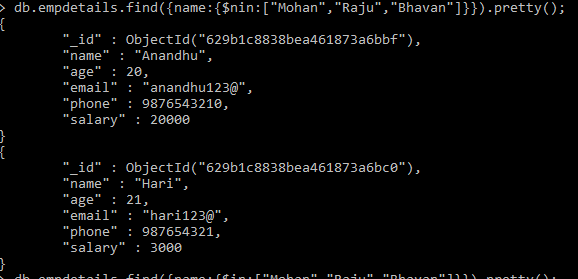 > db.empdetails.find({name:{$nin:["Mohan","Raju","Bhavan"]}}).pretty();
{
"_id" : ObjectId("629b1c8838bea461873a6bbf"),
"name" : "Anandhu",
"age" : 20,
"email" : "anandhu123@",
"phone" : 9876543210,
"salary" : 20000
}
{
"_id" : ObjectId("629b1c8838bea461873a6bc0"),
"name" : "Hari",
"age" : 21,
"email" : "hari123@",
"phone" : 987654321,
"salary" : 3000
}
> db.empdetails.find({name:{$in:["Mohan","Raju","Bhavan"]}}).pretty();